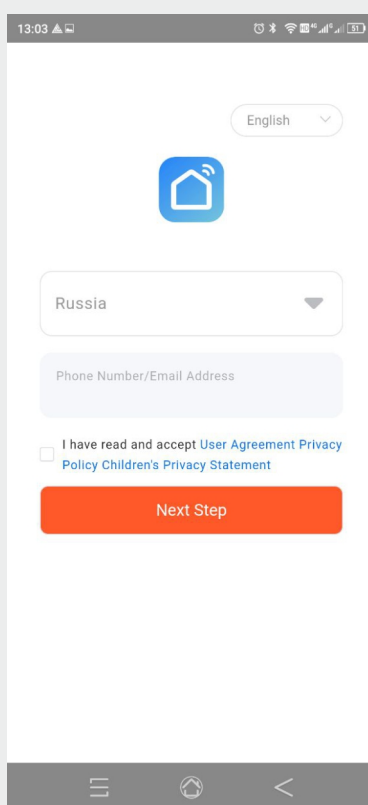 13:03
51
English
Russia
Phone Number/Email Address
I have read and accept User Agreement Privacy
Policy Children's Privacy Statement
Next Step